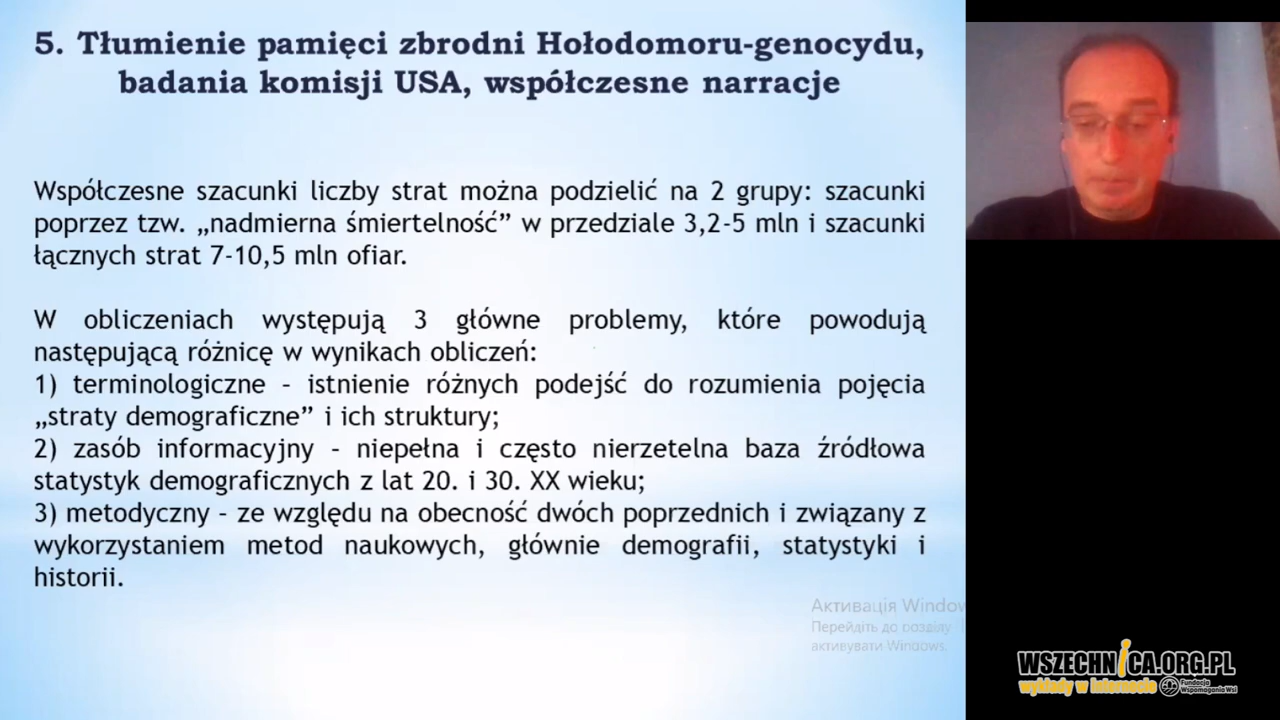 5. Tłumienie pamięci zbrodni Hołodomoru-genocydu,
badania komisji USA, współczesne narracje
Współczesne szacunki liczby strat można podzielić na 2 grupy: szacunki
poprzez tzw. „nadmierna śmiertelność” w przedziale 3,2-5 mln i szacunki
łącznych strat 7-10,5 mln ofiar.
W obliczeniach występują 3 główne problemy, które powodują
następującą różnicę w wynikach obliczeń:
1) terminologiczne – istnienie różnych podejść do rozumienia pojęcia
„straty demograficzne” i ich struktury;
2) zasób informacyjny – niepełna i często nierzetelna baza źródłowa
statystyk demograficznych z lat 20. i 30. XX wieku;
3) metodyczny – ze względu na obecność dwóch poprzednich i związany z
wykorzystaniem metod naukowych, głównie demografii, statystyki i
historii.
Активація Window
Перейдіть до розділу
активувати Windows.
WSZECHNICA.ORG.PL
wykłady w internecie
Fundacja
Wspomagania Wsi